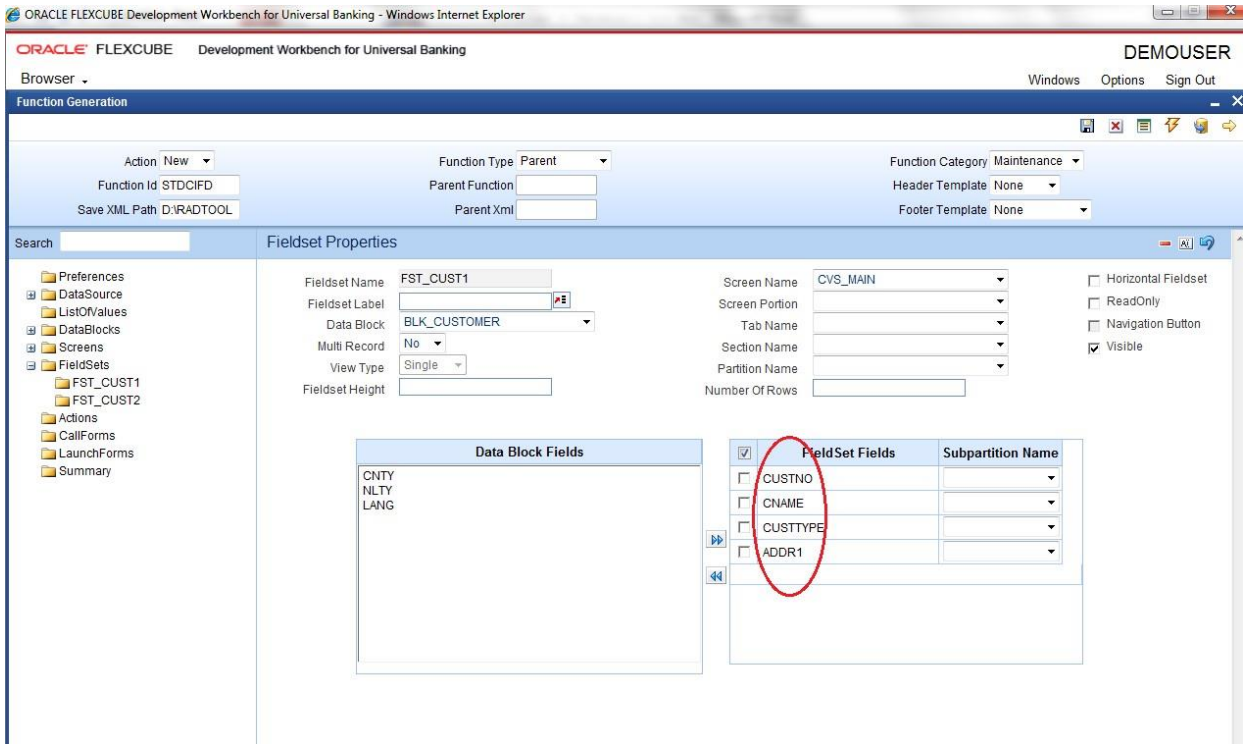 ORACLE FLEXCUBE Development Workbench for Universal Banking - Windows Internet Explorer
ORACLE FLEXCUBE Development Workbench for Universal Banking DEMOUSER
Browser Windows Options Sign Out
Function Generation
Action New Function Type Parent Function Category Maintenance
Function Id STDCIFD Parent Function Header Template None
Save XML Path D:\RADTOOL Parent Xml Footer Template None
Search Fieldset Properties
Preferences
DataSource
ListOfValues
DataBlocks
Screens
FieldSets
FST_CUST1
FST_CUST2
Actions
CallForms
LaunchForms
Summary
Fieldset Name FST_CUST1 Screen Name CVS_MAIN Horizontal Fieldset
Fieldset Label Screen Portion ReadOnly
Data Block BLK_CUSTOMER Tab Name Navigation Button
Multi Record No Section Name Visible
View Type Single Partition Name
Fieldset Height Number Of Rows
Data Block Fields
CNTY
NLTY
LANG
FieldSet Fields Subpartition Name
CUSTNO
CNAME
CUSTTYPE
ADDR1